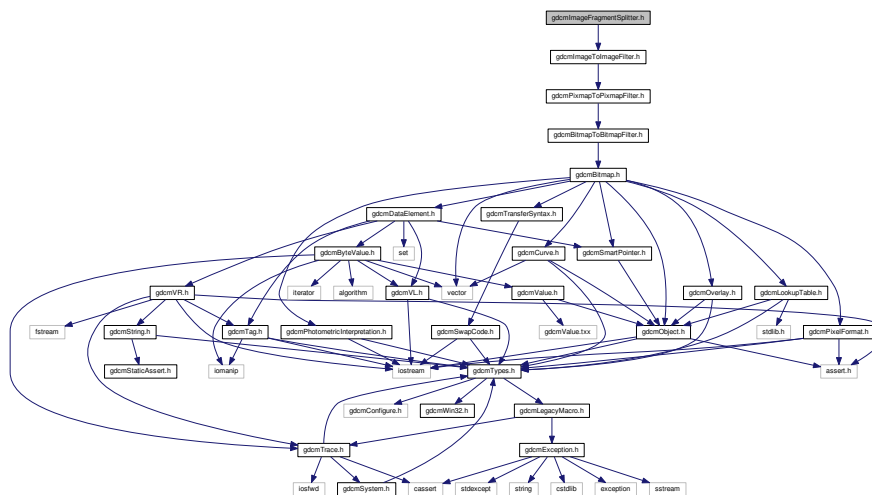 gdcmImageFragmentSplitter.h
gdcmImageToImageFilter.h
gdcmPixmapToPixmapFilter.h
gdcmBitmapToBitmapFilter.h
gdcmBitmap.h
gdcmDataElement.h
gdcmTransferSyntax.h
gdcmByteValue.h
set
gdcmCurve.h
gdcmSmartPointer.h
gdcmVR.h
iterator
algorithm
gdcmVL.h
vector
gdcmValue.h
gdcmOverlay.h
gdcmLookupTable.h
fstream
gdcmString.h
gdcmTag.h
gdcmPhotometricInterpretation.h
gdcmSwapCode.h
gdcmValue.txx
gdcmObject.h
stdlib.h
gdcmPixelFormat.h
gdcmStaticAssert.h
iomanip
iostream
gdcmTypes.h
assert.h
gdcmConfigure.h
gdcmWin32.h
gdcmLegacyMacro.h
gdcmTrace.h
gdcmException.h
iosfwd
gdcmSystem.h
cassert
stdexcept
string
cstdlib
exception
sstream